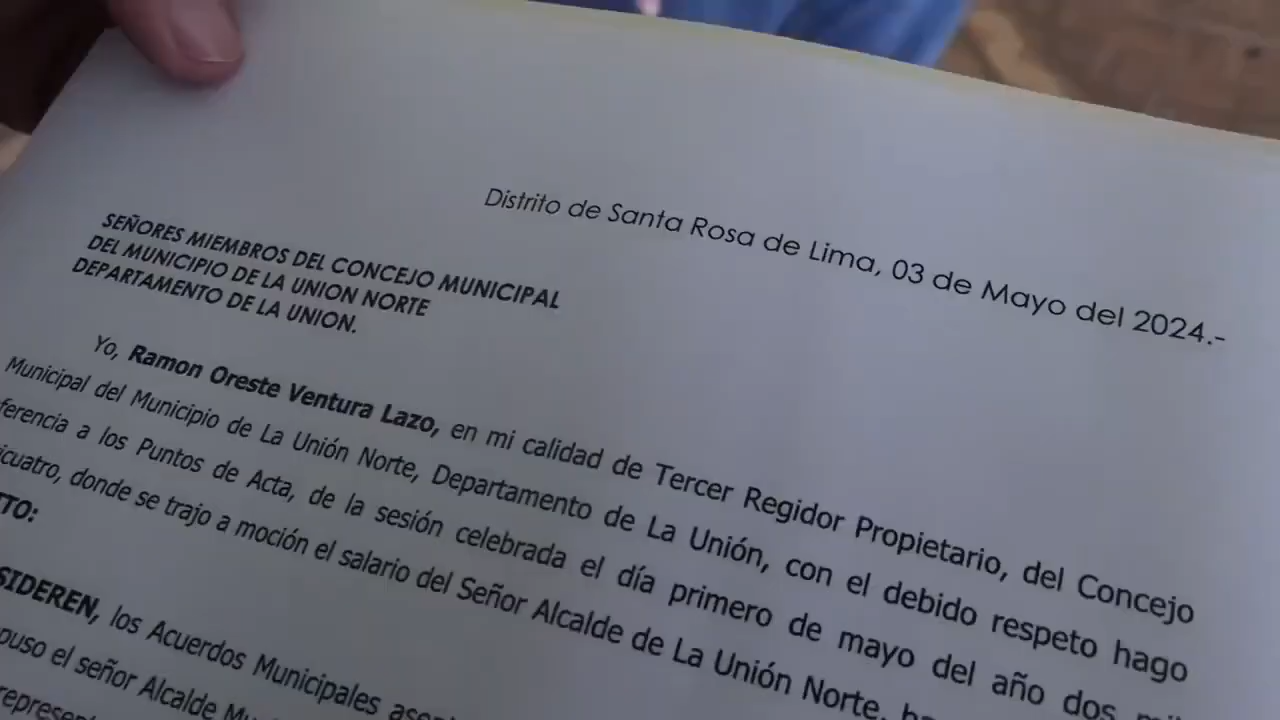 Distrito de Santa Rosa de Lima, 03 de Mayo del 2024.-
SEÑORES MIEMBROS DEL CONCEJO MUNICIPAL
DEL MUNICIPIO DE LA UNION NORTE
DEPARTAMENTO DE LA UNION.
Yo, Ramon Oreste Ventura Lazo, en mi calidad de Tercer Regidor Propietario, del Concejo
Municipal del Municipio de La Unión Norte, Departamento de La Unión, con el debido respeto hago
ferencia a los Puntos de Acta, de la sesión celebrada el día primero de mayo del año dos
icuatro, donde se trajo a moción el salario del Señor Alcalde de La Unión Norte,
TO:
SIDEREN, los Acuerdos Municipales
puso el señor Alcalde